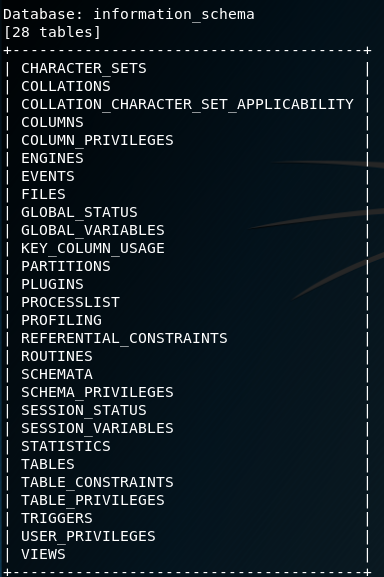 Database: information_schema
[28 tables]
+---------------------------------------+
| CHARACTER_SETS                        |
| COLLATIONS                            |
| COLLATION_CHARACTER_SET_APPLICABILITY |
| COLUMNS                               |
| COLUMN_PRIVILEGES                     |
| ENGINES                               |
| EVENTS                                |
| FILES                                 |
| GLOBAL_STATUS                         |
| GLOBAL_VARIABLES                      |
| KEY_COLUMN_USAGE                      |
| PARTITIONS                            |
| PLUGINS                               |
| PROCESSLIST                           |
| PROFILING                             |
| REFERENTIAL_CONSTRAINTS               |
| ROUTINES                              |
| SCHEMATA                              |
| SCHEMA_PRIVILEGES                     |
| SESSION_STATUS                        |
| SESSION_VARIABLES                     |
| STATISTICS                            |
| TABLES                                |
| TABLE_CONSTRAINTS                     |
| TABLE_PRIVILEGES                      |
| TRIGGERS                              |
| USER_PRIVILEGES                       |
| VIEWS                                 |
+---------------------------------------+